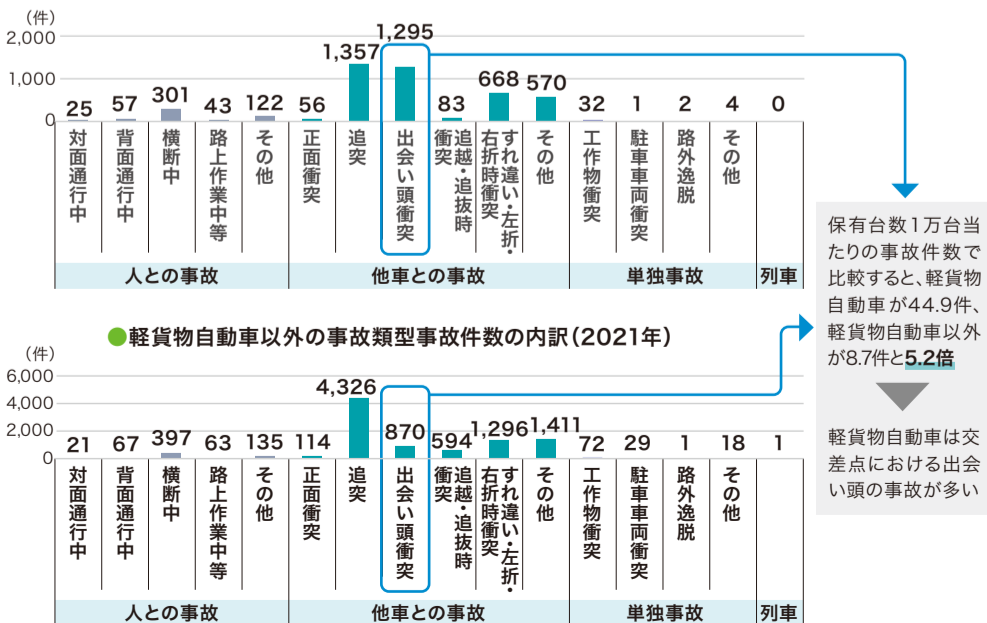 (件)
2,000
1,000
0
25
57
301
43
122
56
1,357
1,295
83
668
570
32
1
2
4
0
対面通行中
背面通行中
横断中
路上作業中等
その他
正面衝突
追突
出会い頭衝突
追越・追抜時
衝突
すれ違い・左折・
右折時衝突
その他
工作物衝突
駐車車両衝突
路外逸脱
その他
人との事故
他車との事故
単独事故
列車
保有台数1万台当
たりの事故件数で
比較すると、軽貨物
自動車が44.9件、
軽貨物自動車以外
が8.7件と5.2倍
軽貨物自動車は交
差点における出会
い頭の事故が多い
●軽貨物自動車以外の事故類型事故件数の内訳(2021年)
(件)
6,000
4,000
2,000
0
21
67
397
63
135
114
4,326
870
594
1,296
1,411
72
29
1
18
1
対面通行中
背面通行中
横断中
路上作業中等
その他
正面衝突
追突
出会い頭衝突
追越・追抜時
衝突
すれ違い・左折・
右折時衝突
その他
工作物衝突
駐車車両衝突
路外逸脱
その他
人との事故
他車との事故
単独事故
列車